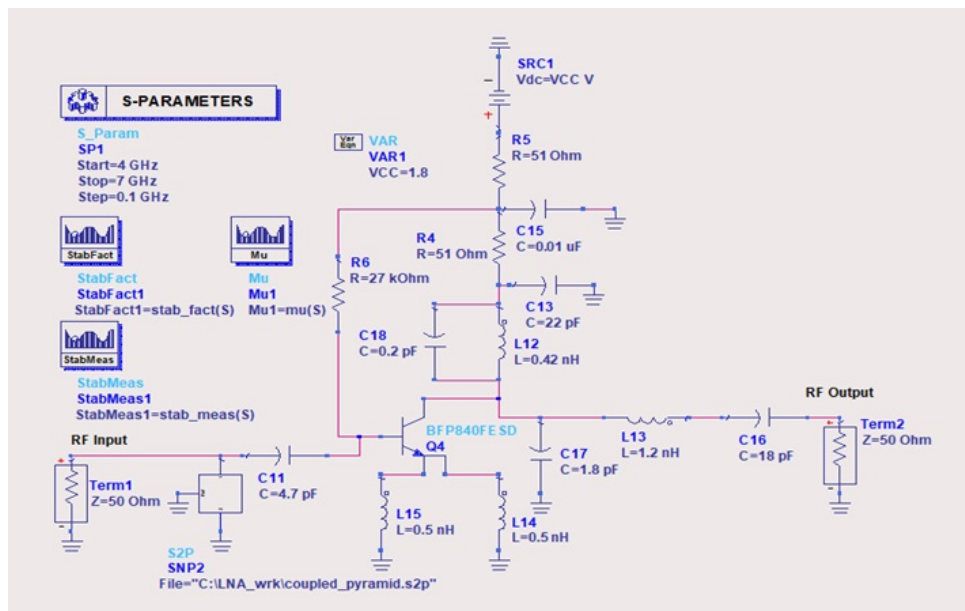 S-PARAMETERS
S_Param
SP1
Start=4 GHz
Stop=7 GHz
Step=0.1 GHz
Var
Eqn
VAR
VAR1
VCC=1.8
SRC1
Vdc=VCC V
R5
R=51 Ohm
C15
C=0.01 uF
R4
R=51 Ohm
R6
R=27 kOhm
StabFact
StabFact
StabFact1
StabFact1=stab_fact(S)
Mu
Mu
Mu1
Mu1=mu(S)
StabMeas
StabMeas
StabMeas1
StabMeas1=stab_meas(S)
C13
C=22 pF
C18
C=0.2 pF
L12
L=0.42 nH
RF Input
Term1
Z=50 Ohm
2
C11
C=4.7 pF
BFP840FESD
Q4
C17
C=1.8 pF
L13
L=1.2 nH
C16
C=18 pF
RF Output
Term2
Z=50 Ohm
L15
L=0.5 nH
L14
L=0.5 nH
S2P
SNP2
File="C:\LNA_wrk\coupled_pyramid.s2p"